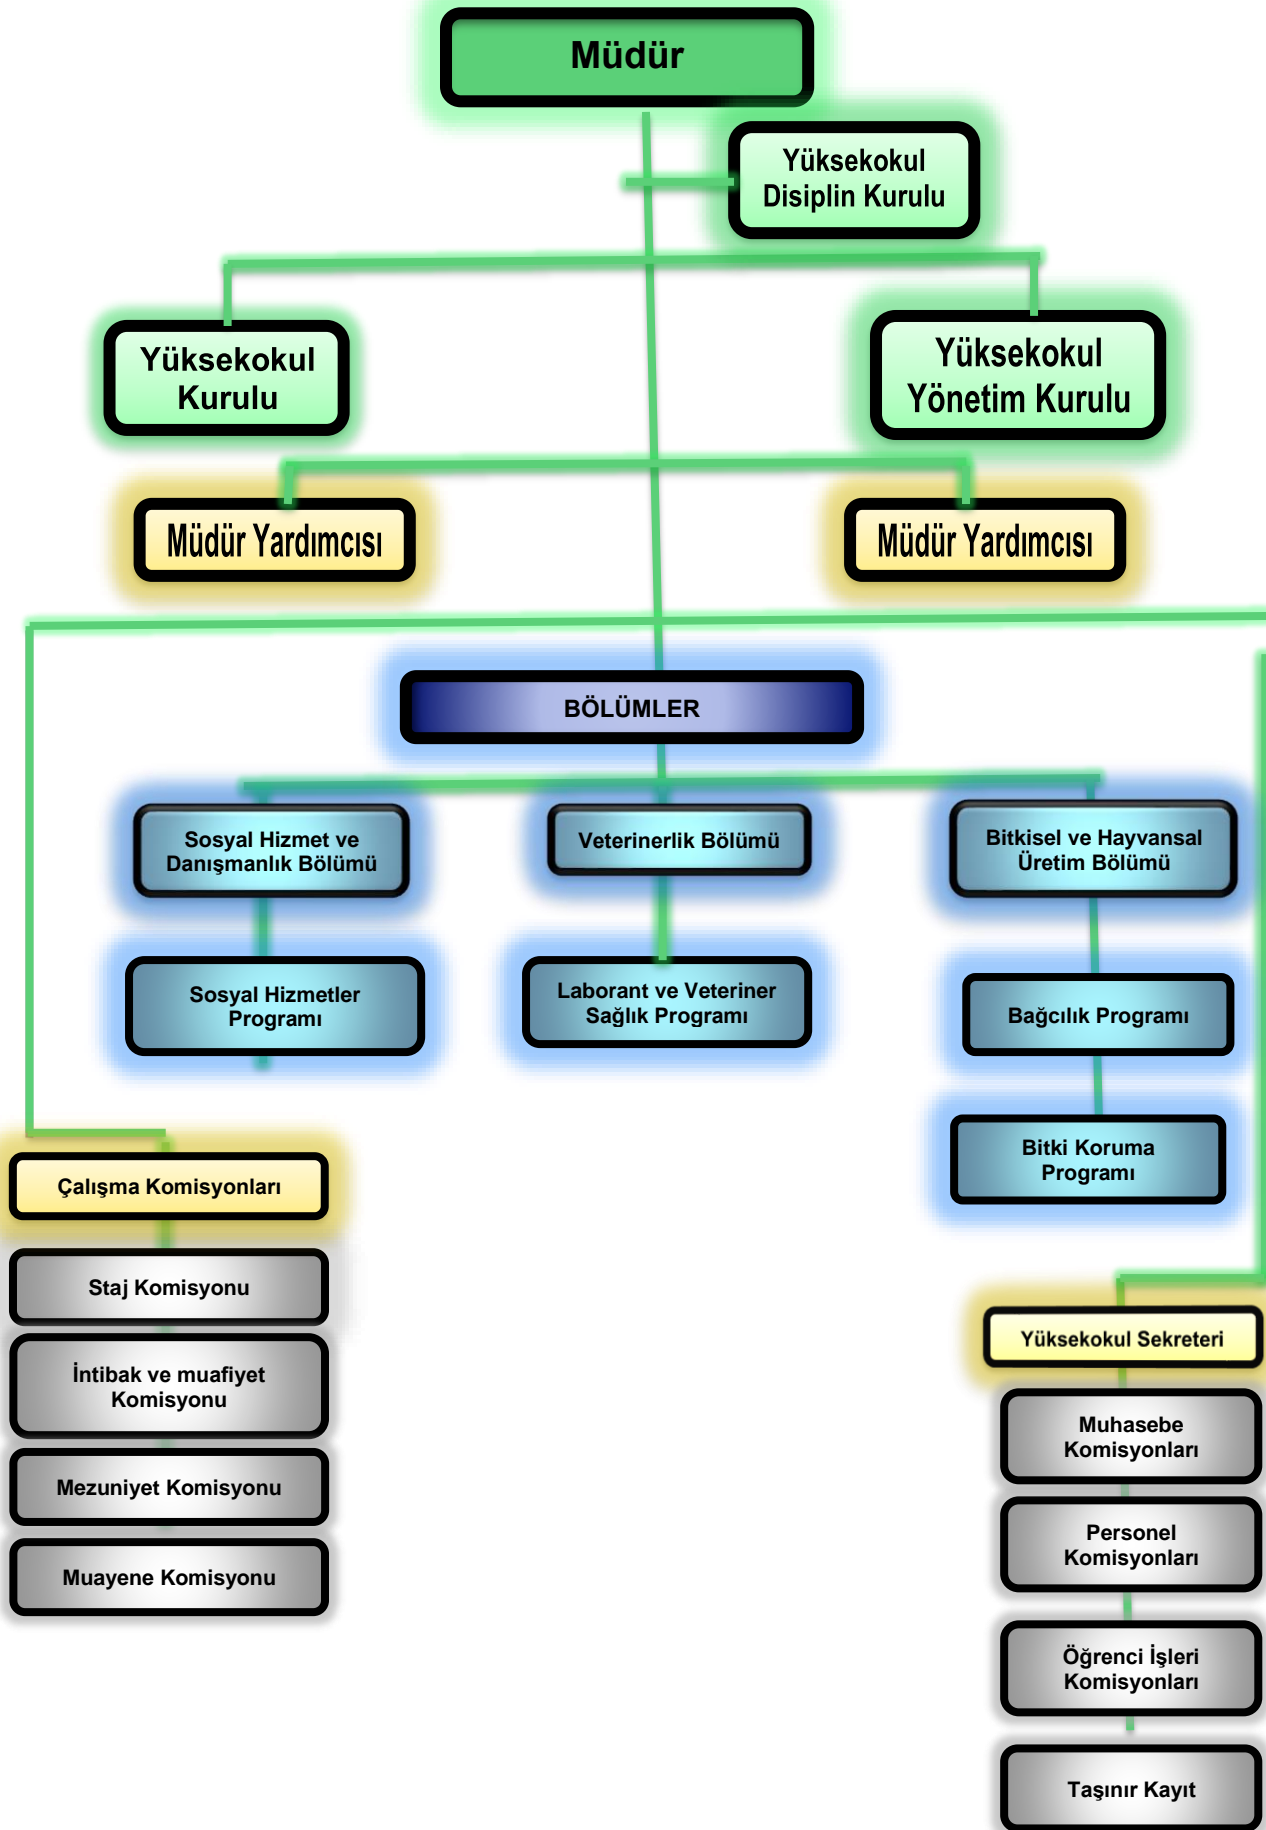 Müdür
Yüksekokul
Disiplin Kurulu
Yüksekokul
Kurulu
Yüksekokul
Yönetim Kurulu
Müdür Yardımcısı
Müdür Yardımcısı
BÖLÜMLER
Sosyal Hizmet ve
Danışmanlık Bölümü
Veterinerlik Bölümü
Bitkisel ve Hayvansal
Üretim Bölümü
Sosyal Hizmetler
Programı
Laborant ve Veteriner
Sağlık Programı
Bağcılık Programı
Bitki Koruma
Programı
Çalışma Komisyonları
Staj Komisyonu
İntibak ve muafiyet
Komisyonu
Mezuniyet Komisyonu
Muayene Komisyonu
Yüksekokul Sekreteri
Muhasebe
Komisyonları
Personel
Komisyonları
Öğrenci İşleri
Komisyonları
Taşınır Kayıt